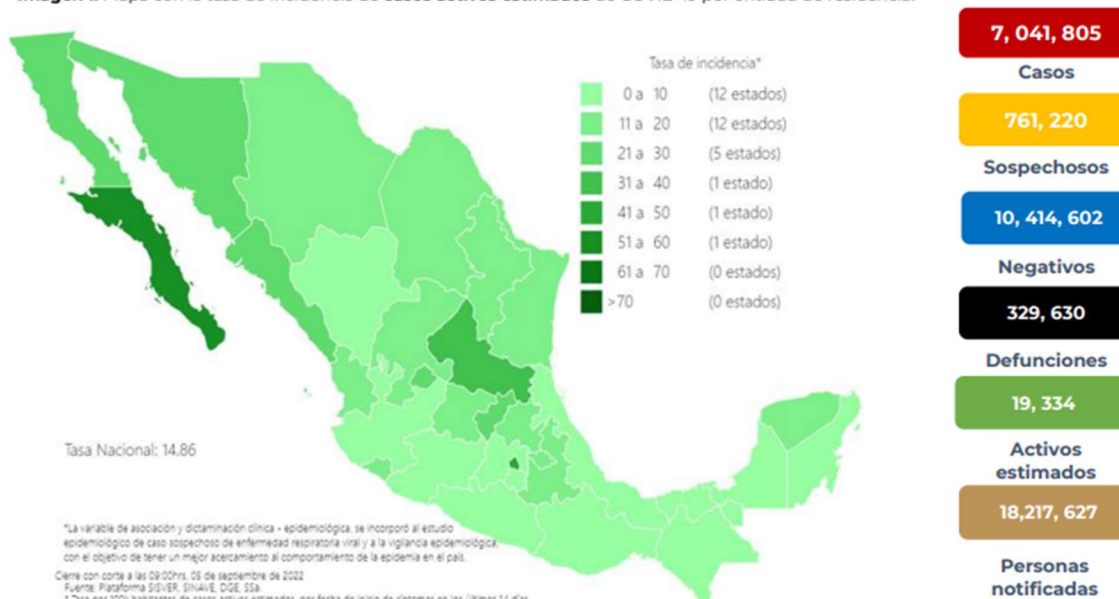 Tasa de incidencia*
0 a 10 (12 estados)
11 a 20 (12 estados)
21 a 30 (5 estados)
31 a 40 (1 estado)
41 a 50 (1 estado)
51 a 60 (1 estado)
61 a 70 (0 estados)
>70 (0 estados)
Tasa Nacional: 14.86
*La variable de asociación y dictaminación clínica - epidemiológica, se incorporó al estudio
epidemiológico de caso sospechoso de enfermedad respiratoria viral y a la vigilancia epidemiológica,
con el objetivo de tener un mejor acercamiento al comportamiento de la epidemia en el país.
Cierre con corte a las 09:00hrs, 05 de septiembre de 2022
Fuente: Plataforma SISVER, SINAVE, DGE, SSa.
7, 041, 805
Casos
761, 220
Sospechosos
10, 414, 602
Negativos
329, 630
Defunciones
19, 334
Activos
estimados
18,217, 627
Personas
notificadas